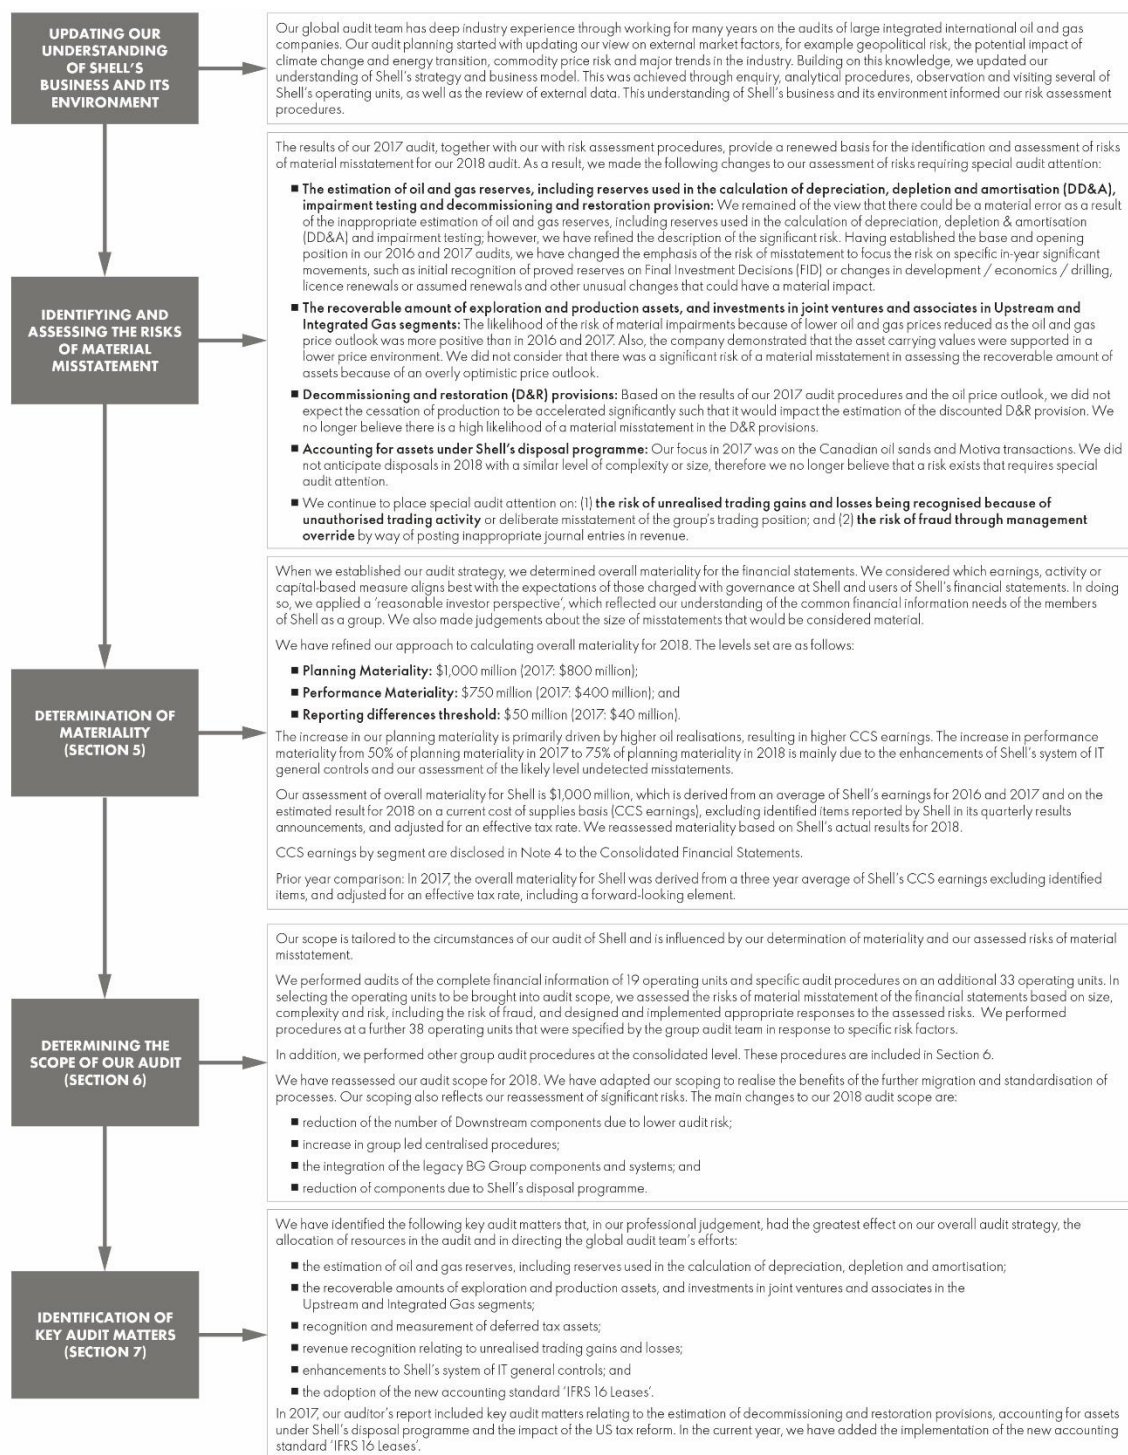 UPDATING OUR
UNDERSTANDING
OF SHELL'S
BUSINESS AND ITS
ENVIRONMENT
Our global audit team has deep industry experience through working for many years on the audits of large integrated international oil and gas
companies. Our audit planning started with updating our view on external market factors, for example geopolitical risk, the potential impact of
climate change and energy transition, commodity price risk and major trends in the industry. Building on this knowledge, we updated our
understanding of Shell's strategy and business model. This was achieved through enquiry, analytical procedures, observation and visiting several of
Shell's operating units, as well as the review of external data. This understanding of Shell's business and its environment informed our risk assessment
procedures.
IDENTIFYING AND
ASSESSING THE RISKS
OF MATERIAL
MISSTATEMENT
The results of our 2017 audit, together with our with risk assessment procedures, provide a renewed basis for the identification and assessment of risks
of material misstatement for our 2018 audit. As a result, we made the following changes to our assessment of risks requiring special audit attention:
■ The estimation of oil and gas reserves, including reserves used in the calculation of depreciation, depletion and amortisation (DD&A),
impairment testing and decommissioning and restoration provision: We remained of the view that there could be a material error as a result
of the inappropriate estimation of oil and gas reserves, including reserves used in the calculation of depreciation, depletion & amortisation
(DD&A) and impairment testing; however, we have refined the description of the significant risk. Having established the base and opening
position in our 2016 and 2017 audits, we have changed the emphasis of the risk of misstatement to focus the risk on specific in-year significant
movements, such as initial recognition of proved reserves on Final Investment Decisions (FID) or changes in development / economics / drilling,
licence renewals or assumed renewals and other unusual changes that could have a material impact.
■ The recoverable amount of exploration and production assets, and investments in joint ventures and associates in Upstream and
Integrated Gas segments: The likelihood of the risk of material impairments because of lower oil and gas prices reduced as the oil and gas
price outlook was more positive than in 2016 and 2017. Also, the company demonstrated that the asset carrying values were supported in a
lower price environment. We did not consider that there was a significant risk of a material misstatement in assessing the recoverable amount of
assets because of an overly optimistic price outlook.
■ Decommissioning and restoration (D&R) provisions: Based on the results of our 2017 audit procedures and the oil price outlook, we did not
expect the cessation of production to be accelerated significantly such that it would impact the estimation of the discounted D&R provision. We
no longer believe there is a high likelihood of a material misstatement in the D&R provisions.
■ Accounting for assets under Shell's disposal programme: Our focus in 2017 was on the Canadian oil sands and Motiva transactions. We did
not anticipate disposals in 2018 with a similar level of complexity or size, therefore we no longer believe that a risk exists that requires special
audit attention.
■ We continue to place special audit attention on: (1) the risk of unrealised trading gains and losses being recognised because of
unauthorised trading activity or deliberate misstatement of the group's trading position; and (2) the risk of fraud through management
override by way of posting inappropriate journal entries in revenue.
DETERMINATION OF
MATERIALITY
(SECTION 5)
When we established our audit strategy, we determined overall materiality for the financial statements. We considered which earnings, activity or
capital-based measure aligns best with the expectations of those charged with governance at Shell and users of Shell's financial statements. In doing
so, we applied a 'reasonable investor perspective', which reflected our understanding of the common financial information needs of the members
of Shell as a group. We also made judgements about the size of misstatements that would be considered material.
We have refined our approach to calculating overall materiality for 2018. The levels set are as follows:
■ Planning Materiality: $1,000 million (2017: $800 million);
■ Performance Materiality: $750 million (2017: $400 million); and
■ Reporting differences threshold: $50 million (2017: $40 million).
The increase in our planning materiality is primarily driven by higher oil realisations, resulting in higher CCS earnings. The increase in performance
materiality from 50% of planning materiality in 2017 to 75% of planning materiality in 2018 is mainly due to the enhancements of Shell's system of IT
general controls and our assessment of the likely level undetected misstatements.
Our assessment of overall materiality for Shell is $1,000 million, which is derived from an average of Shell's earnings for 2016 and 2017 and on the
estimated result for 2018 on a current cost of supplies basis (CCS earnings), excluding identified items reported by Shell in its quarterly results
announcements, and adjusted for an effective tax rate. We reassessed materiality based on Shell's actual results for 2018.
CCS earnings by segment are disclosed in Note 4 to the Consolidated Financial Statements.
Prior year comparison: In 2017, the overall materiality for Shell was derived from a three year average of Shell's CCS earnings excluding identified
items, and adjusted for an effective tax rate, including a forward-looking element.
DETERMINING THE
SCOPE OF OUR AUDIT
(SECTION 6)
Our scope is tailored to the circumstances of our audit of Shell and is influenced by our determination of materiality and our assessed risks of material
misstatement.
We performed audits of the complete financial information of 19 operating units and specific audit procedures on an additional 33 operating units. In
selecting the operating units to be brought into audit scope, we assessed the risks of material misstatement of the financial statements based on size,
complexity and risk, including the risk of fraud, and designed and implemented appropriate responses to the assessed risks. We performed
procedures at a further 38 operating units that were specified by the group audit team in response to specific risk factors.
In addition, we performed other group audit procedures at the consolidated level. These procedures are included in Section 6.
We have reassessed our audit scope for 2018. We have adapted our scoping to realise the benefits of the further migration and standardisation of
processes. Our scoping also reflects our reassessment of significant risks. The main changes to our 2018 audit scope are:
■ reduction of the number of Downstream components due to lower audit risk;
■ increase in group led centralised procedures;
■ the integration of the legacy BG Group components and systems; and
■ reduction of components due to Shell's disposal programme.
IDENTIFICATION OF
KEY AUDIT MATTERS
(SECTION 7)
We have identified the following key audit matters that, in our professional judgement, had the greatest effect on our overall audit strategy, the
allocation of resources in the audit and in directing the global audit team's efforts:
■ the estimation of oil and gas reserves, including reserves used in the calculation of depreciation, depletion and amortisation;
■ the recoverable amounts of exploration and production assets, and investments in joint ventures and associates in the
Upstream and Integrated Gas segments;
■ recognition and measurement of deferred tax assets;
■ revenue recognition relating to unrealised trading gains and losses;
■ enhancements to Shell's system of IT general controls; and
■ the adoption of the new accounting standard 'IFRS 16 Leases'.
In 2017, our auditor's report included key audit matters relating to the estimation of decommissioning and restoration provisions, accounting for assets
under Shell's disposal programme and the impact of the US tax reform. In the current year, we have added the implementation of the new accounting
standard 'IFRS 16 Leases'.